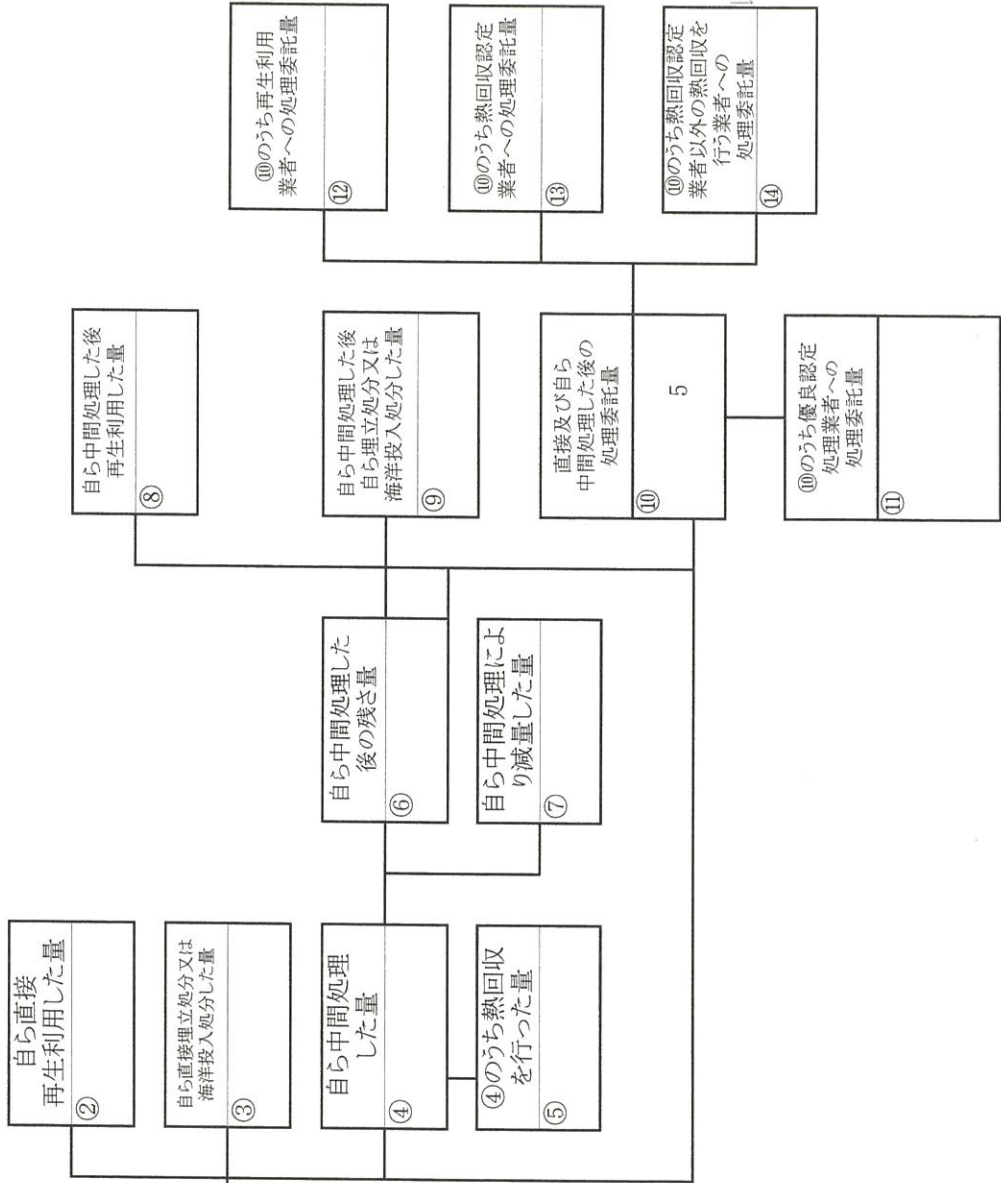 自ら直接
再生利用した量
②
自ら直接埋立処分又は
海洋投入処分した量
③
自ら中間処理
した量
④
④のうち熱回収
を行った量
⑤
自ら中間処理した
後の残さ量
⑥
自ら中間処理によ
り減量した量
⑦
自ら中間処理した後
再生利用した量
⑧
自ら中間処理した後
自ら埋立処分又は
海洋投入処分した量
⑨
直接及び自ら
中間処理した後の
処理委託量
⑩
5
⑩のうち優良認定
処理業者への
処理委託量
⑪
⑩のうち再生利用
業者への処理委託量
⑫
⑩のうち熱回収認定
業者への処理委託量
⑬
⑩のうち熱回収認定
業者以外の熱回収を
行う業者への
処理委託量
⑭